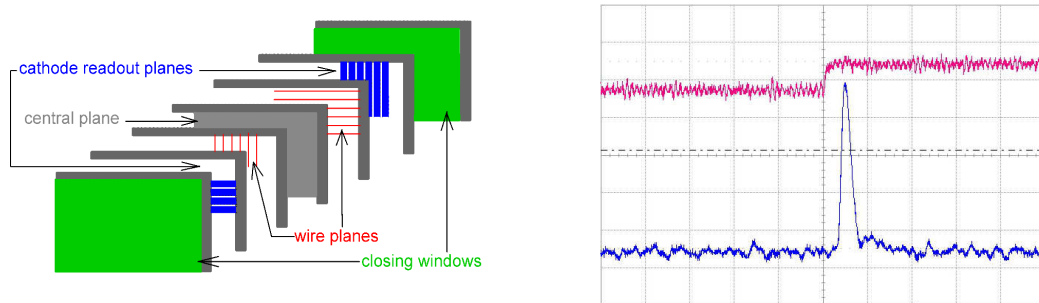 cathode readout planes
central plane
wire planes
closing windows